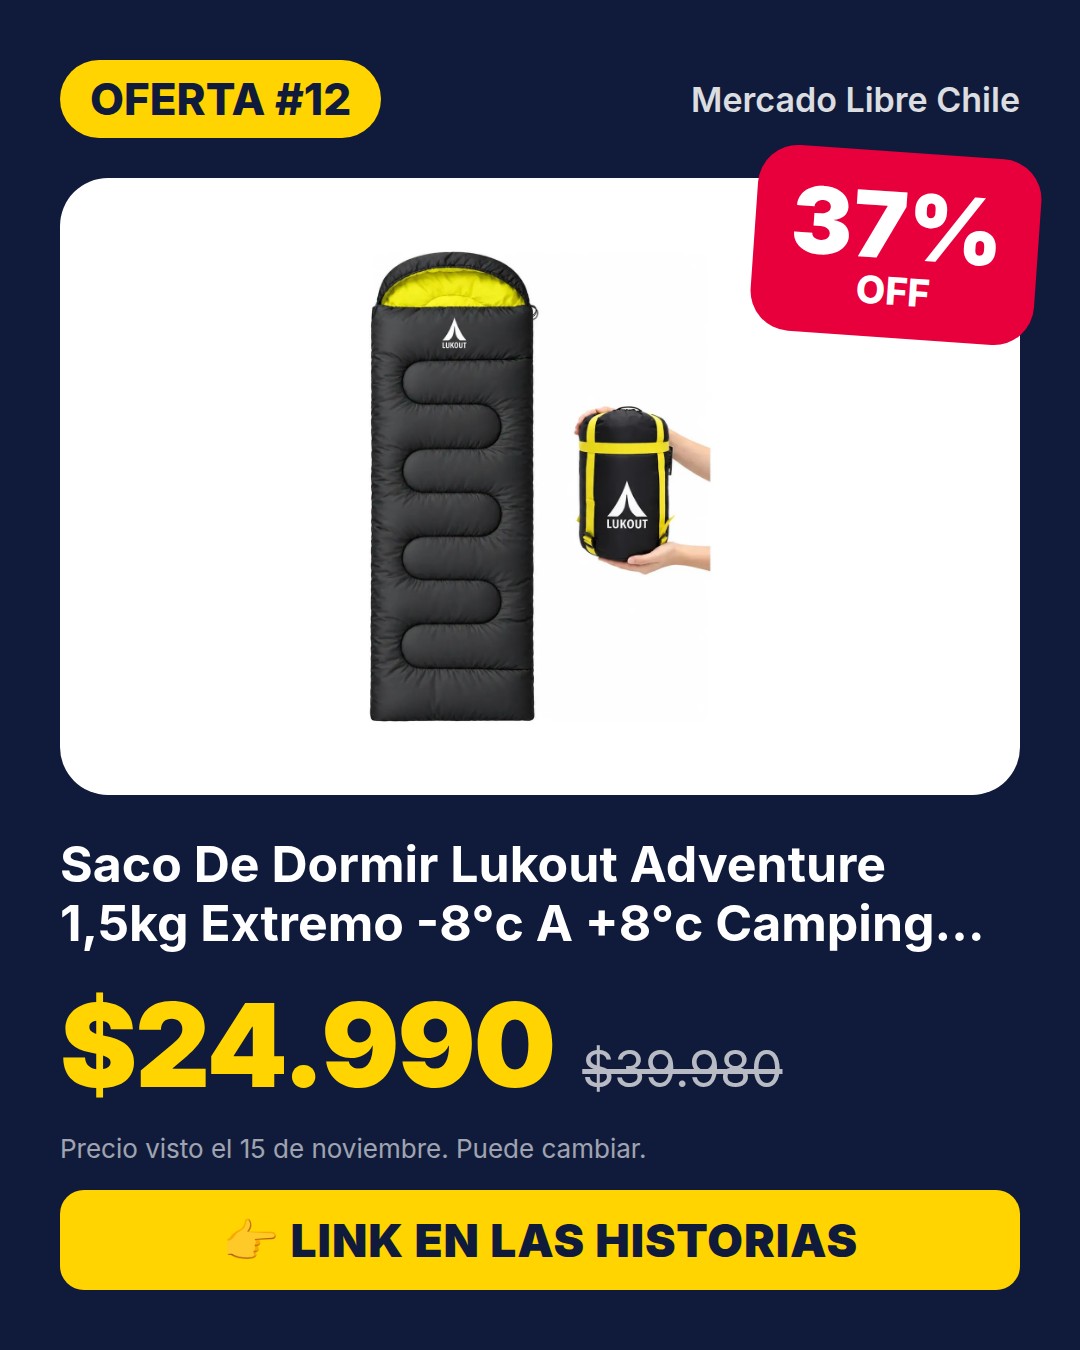 OFERTA #12
Mercado Libre Chile
37%
OFF
LUKOUT
LUKOUT
Saco De Dormir Lukout Adventure
1,5kg Extremo -8°c A +8°c Camping...
$24.990 $39.980
Precio visto el 15 de noviembre. Puede cambiar.
👉 LINK EN LAS HISTORIAS